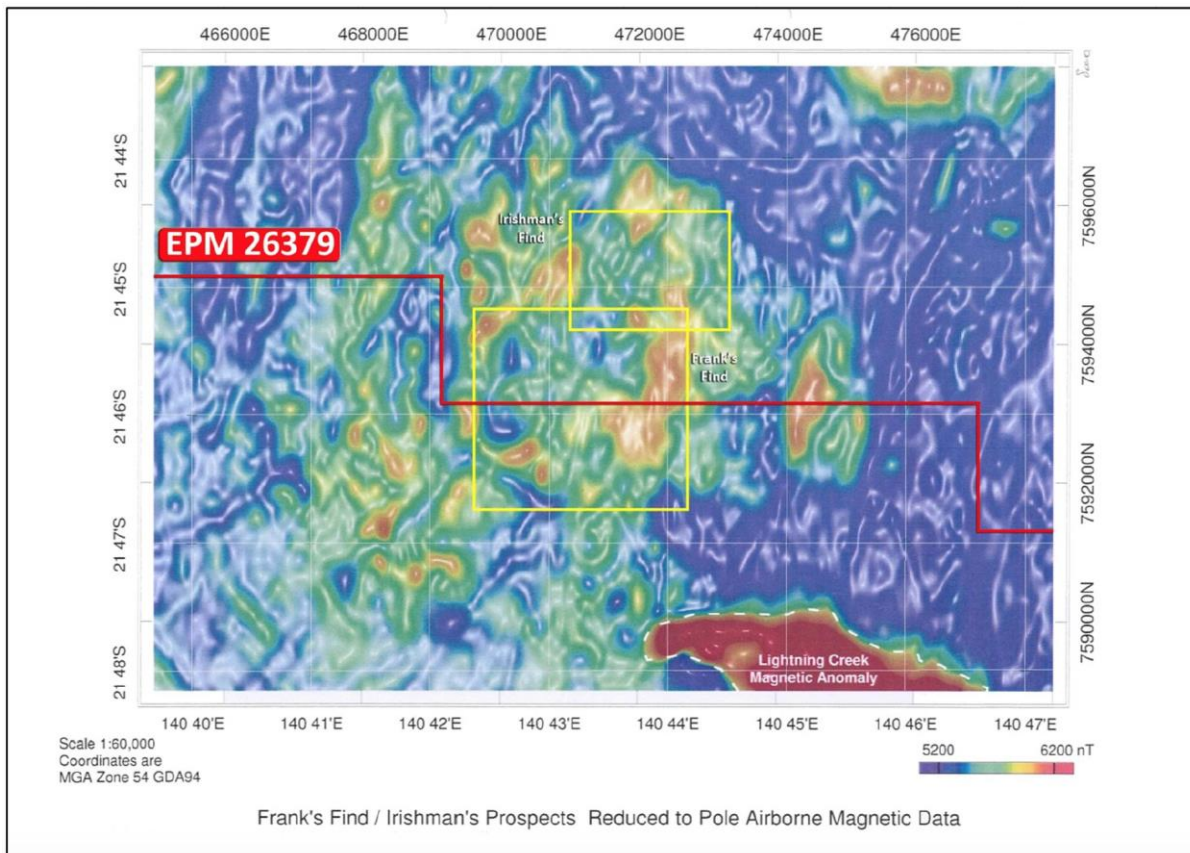 466000E 468000E 470000E 472000E 474000E 476000E
21 44'S
7596000N
Irishman's
Find
EPM 26379
21 45'S
7594000N
Frank's
Find
21 46'S
7592000N
21 47'S
7590000N
Lightning Creek
Magnetic Anomaly
21 48'S
140 40'E 140 41'E 140 42'E 140 43'E 140 44'E 140 45'E 140 46'E 140 47'E
Scale 1:60,000
Coordinates are
MGA Zone 54 GDA94
5200 6200 nT
Frank's Find / Irishman's Prospects Reduced to Pole Airborne Magnetic Data